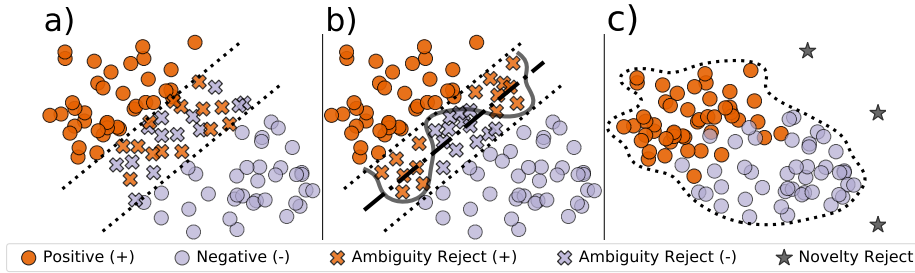 a)
b)
c)
Positive (+)
Negative (-)
Ambiguity Reject (+)
Ambiguity Reject (-)
Novelty Reject